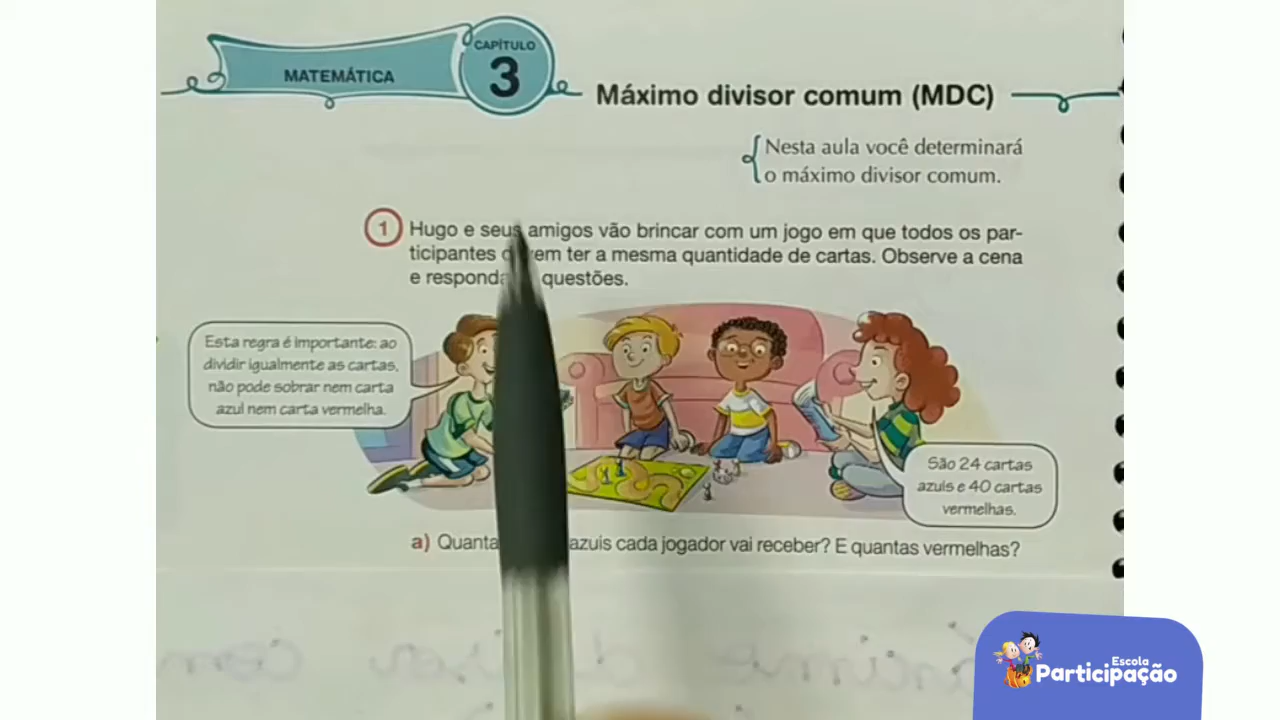 MATEMÁTICA
CAPÍTULO
3
Máximo divisor comum (MDC)
Nesta aula você determinará
o máximo divisor comum.
1 Hugo e seus amigos vão brincar com um jogo em que todos os par-
ticipantes ter a mesma quantidade de cartas. Observe a cena
e responda questões.
Esta regra é importante: ao
dividir igualmente as cartas,
não pode sobrar nem carta
azul nem carta vermelha.
São 24 cartas
azuis e 40 cartas
vermelhas.
a) azuis cada jogador vai receber? E quantas vermelhas?
Escola
Participação